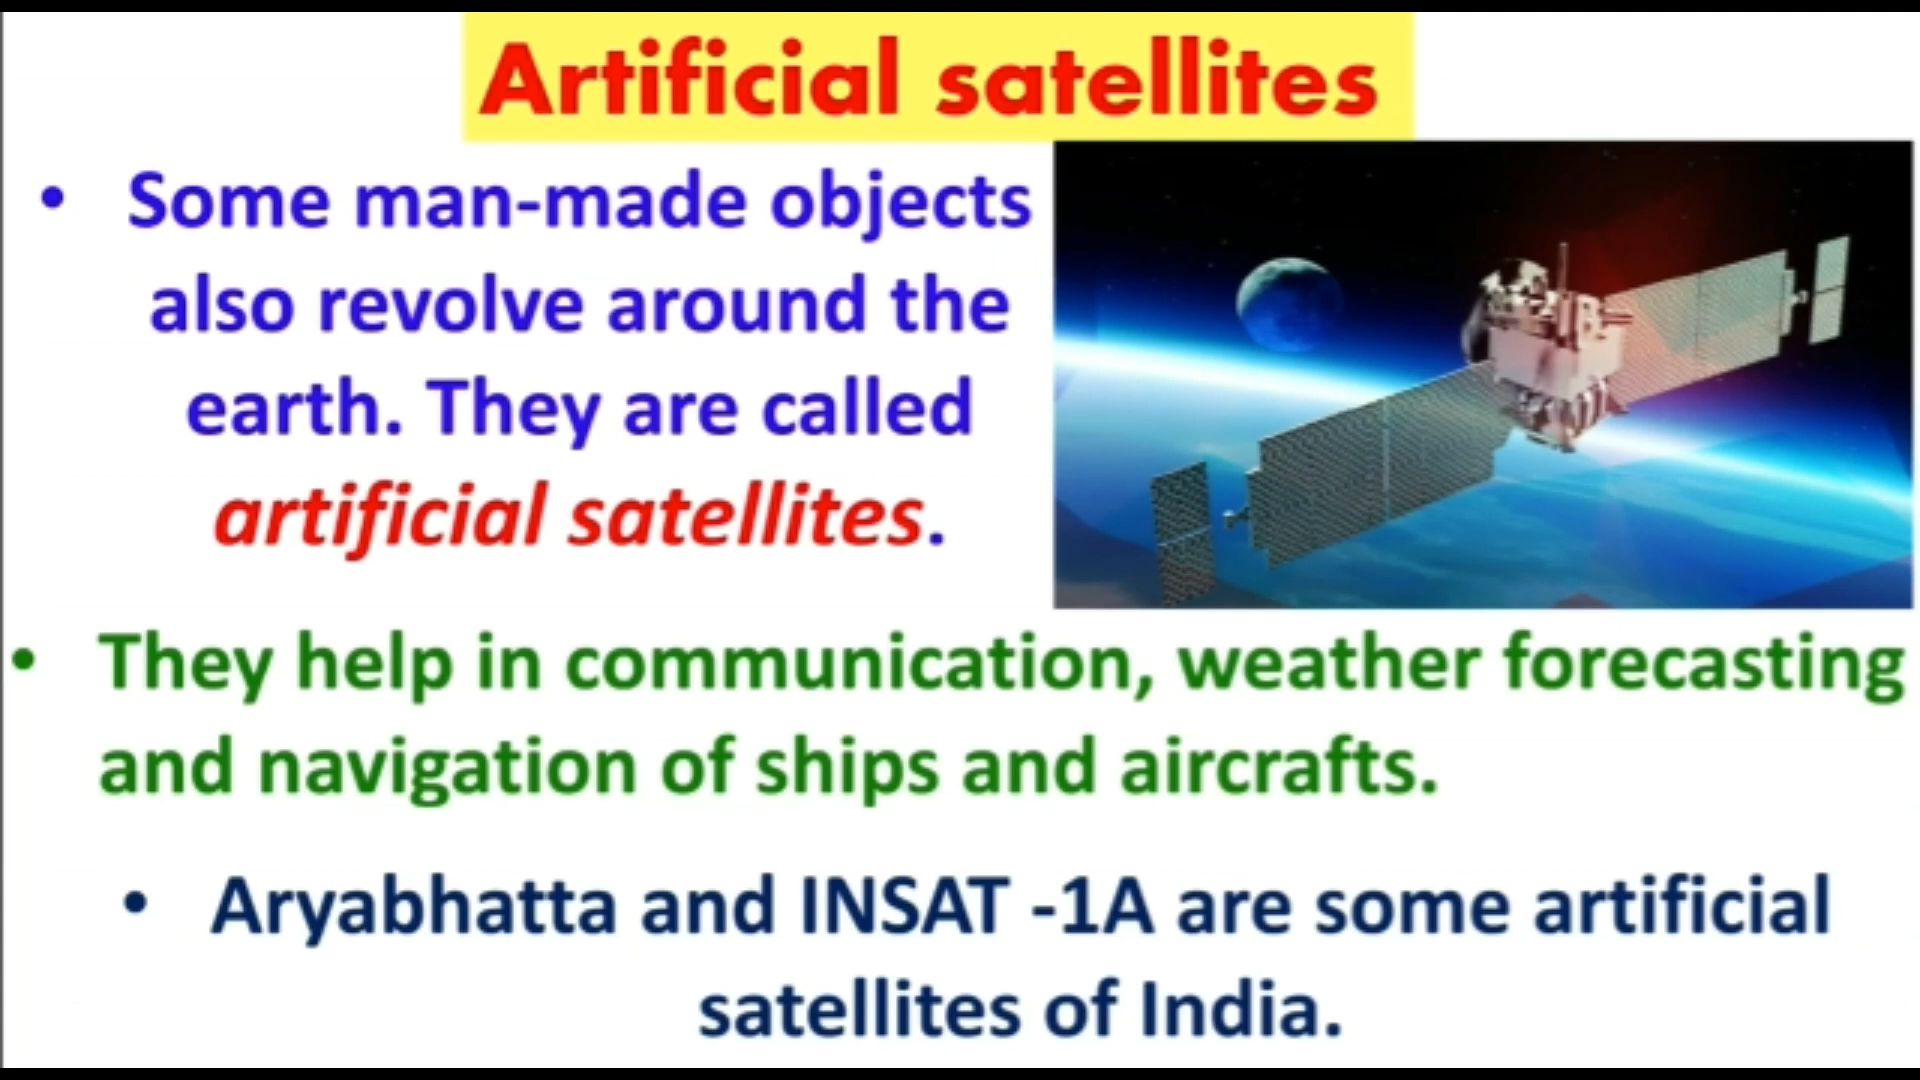 Artificial satellites
• Some man-made objects
also revolve around the
earth. They are called
artificial satellites.
• They help in communication, weather forecasting
and navigation of ships and aircrafts.
• Aryabhatta and INSAT -1A are some artificial
satellites of India.